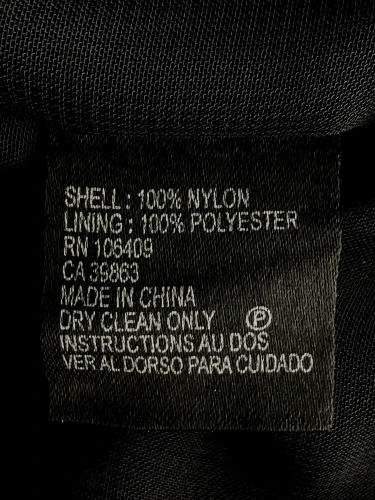 SHELL: 100% NYLON
LINING: 100% POLYESTER
RN 106409
CA 39863
MADE IN CHINA
DRY CLEAN ONLY Ⓟ
INSTRUCTIONS AU DOS
VER AL DORSO PARA CUIDADO